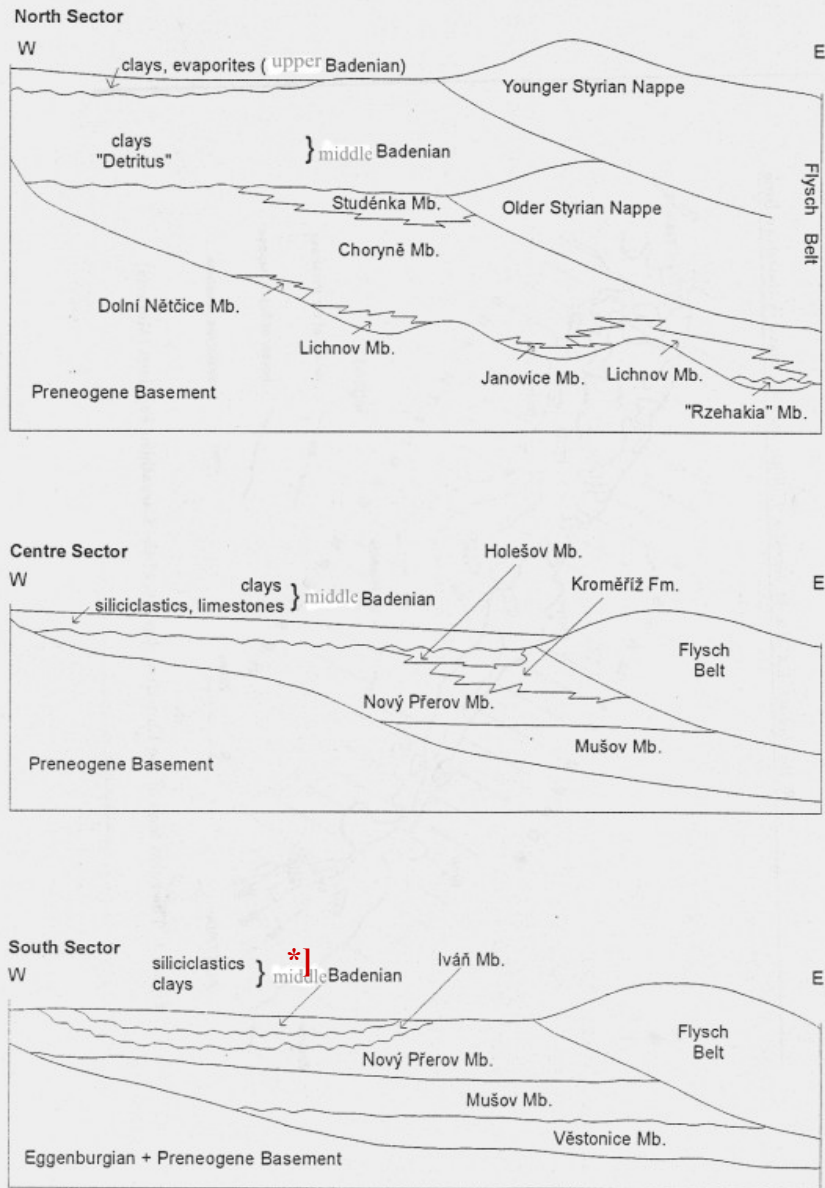 North Sector
W
E
clays, evaporites ( upper Badenian)
Younger Styrian Nappe
clays
"Detritus"
} middle Badenian
Flysch Belt
Studénka Mb.
Older Styrian Nappe
Choryně Mb.
Dolní Nětčice Mb.
Lichnov Mb.
Janovice Mb.
Lichnov Mb.
Preneogene Basement
"Rzehakia" Mb.
Centre Sector
W
E
Holešov Mb.
Kroměříž Fm.
clays
siliciclastics, limestones } middle Badenian
Flysch
Belt
Nový Přerov Mb.
Mušov Mb.
Preneogene Basement
South Sector
W
E
*]
siliciclastics
clays
} middle Badenian
Iváň Mb.
Flysch
Belt
Nový Přerov Mb.
Mušov Mb.
Věstonice Mb.
Eggenburgian + Preneogene Basement